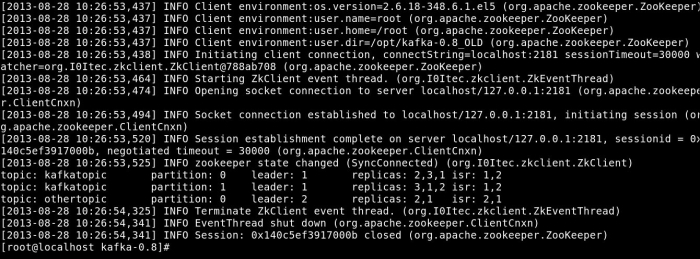 [2013-08-28 10:26:53,437] INFO Client environment:os.version=2.6.18-348.6.1.el5 (org.apache.zookeeper.ZooKeeper)
[2013-08-28 10:26:53,437] INFO Client environment:user.name=root (org.apache.zookeeper.ZooKeeper)
[2013-08-28 10:26:53,437] INFO Client environment:user.home=/root (org.apache.zookeeper.ZooKeeper)
[2013-08-28 10:26:53,437] INFO Client environment:user.dir=/opt/kafka-0.8_OLD (org.apache.zookeeper.ZooKeeper)
[2013-08-28 10:26:53,438] INFO Initiating client connection, connectString=localhost:2181 sessionTimeout=30000 w
atcher=org.I0Itec.zkclient.ZkClient@788ab708 (org.apache.zookeeper.ZooKeeper)
[2013-08-28 10:26:53,464] INFO Starting ZkClient event thread. (org.I0Itec.zkclient.ZkEventThread)
[2013-08-28 10:26:53,474] INFO Opening socket connection to server localhost/127.0.0.1:2181 (org.apache.zookeepe
r.ClientCnxn)
[2013-08-28 10:26:53,494] INFO Socket connection established to localhost/127.0.0.1:2181, initiating session (or
g.apache.zookeeper.ClientCnxn)
[2013-08-28 10:26:53,520] INFO Session establishment complete on server localhost/127.0.0.1:2181, sessionid = 0x
140c5ef3917000b, negotiated timeout = 30000 (org.apache.zookeeper.ClientCnxn)
[2013-08-28 10:26:53,525] INFO zookeeper state changed (SyncConnected) (org.I0Itec.zkclient.ZkClient)
topic: kafkatopic partition: 0 leader: 1 replicas: 2,3,1 isr: 1,2
topic: kafkatopic partition: 1 leader: 1 replicas: 3,1,2 isr: 1,2
topic: othertopic partition: 0 leader: 2 replicas: 2,1 isr: 2,1
[2013-08-28 10:26:54,325] INFO Terminate ZkClient event thread. (org.I0Itec.zkclient.ZkEventThread)
[2013-08-28 10:26:54,341] INFO EventThread shut down (org.apache.zookeeper.ClientCnxn)
[2013-08-28 10:26:54,341] INFO Session: 0x140c5ef3917000b closed (org.apache.zookeeper.ZooKeeper)
[root@localhost kafka-0.8]#